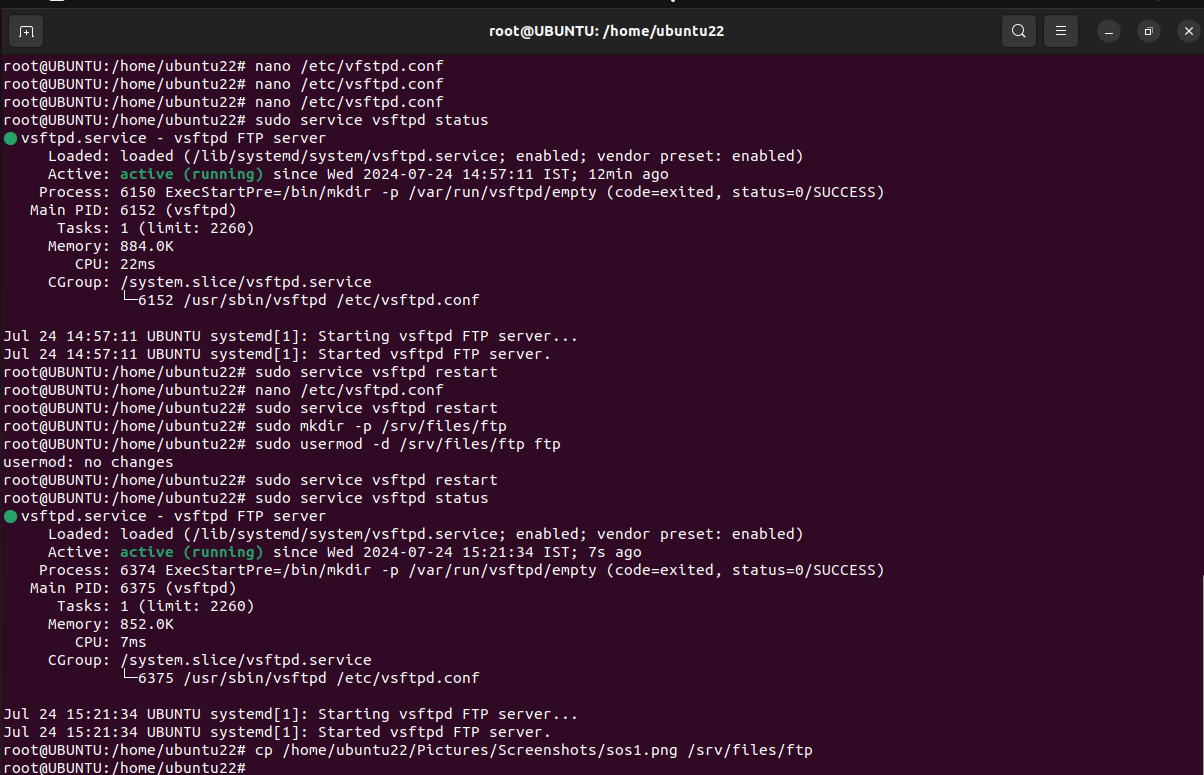 root@UBUNTU: /home/ubuntu22
root@UBUNTU:/home/ubuntu22# nano /etc/vfstpd.conf
root@UBUNTU:/home/ubuntu22# nano /etc/vsftpd.conf
root@UBUNTU:/home/ubuntu22# nano /etc/vsftpd.conf
root@UBUNTU:/home/ubuntu22# sudo service vsftpd status
vsftpd.service - vsftpd FTP server
Loaded: loaded (/lib/systemd/system/vsftpd.service; enabled; vendor preset: enabled)
Active: active (running) since Wed 2024-07-24 14:57:11 IST; 12min ago
Process: 6150 ExecStartPre=/bin/mkdir -p /var/run/vsftpd/empty (code=exited, status=0/SUCCESS)
Main PID: 6152 (vsftpd)
Tasks: 1 (limit: 2260)
Memory: 884.0K
CPU: 22ms
CGroup: /system.slice/vsftpd.service
└─6152 /usr/sbin/vsftpd /etc/vsftpd.conf
Jul 24 14:57:11 UBUNTU systemd[1]: Starting vsftpd FTP server...
Jul 24 14:57:11 UBUNTU systemd[1]: Started vsftpd FTP server.
root@UBUNTU:/home/ubuntu22# sudo service vsftpd restart
root@UBUNTU:/home/ubuntu22# nano /etc/vsftpd.conf
root@UBUNTU:/home/ubuntu22# sudo service vsftpd restart
root@UBUNTU:/home/ubuntu22# sudo mkdir -p /srv/files/ftp
root@UBUNTU:/home/ubuntu22# sudo usermod -d /srv/files/ftp ftp
usermod: no changes
root@UBUNTU:/home/ubuntu22# sudo service vsftpd restart
root@UBUNTU:/home/ubuntu22# sudo service vsftpd status
vsftpd.service - vsftpd FTP server
Loaded: loaded (/lib/systemd/system/vsftpd.service; enabled; vendor preset: enabled)
Active: active (running) since Wed 2024-07-24 15:21:34 IST; 7s ago
Process: 6374 ExecStartPre=/bin/mkdir -p /var/run/vsftpd/empty (code=exited, status=0/SUCCESS)
Main PID: 6375 (vsftpd)
Tasks: 1 (limit: 2260)
Memory: 852.0K
CPU: 7ms
CGroup: /system.slice/vsftpd.service
└─6375 /usr/sbin/vsftpd /etc/vsftpd.conf
Jul 24 15:21:34 UBUNTU systemd[1]: Starting vsftpd FTP server...
Jul 24 15:21:34 UBUNTU systemd[1]: Started vsftpd FTP server.
root@UBUNTU:/home/ubuntu22# cp /home/ubuntu22/Pictures/Screenshots/sos1.png /srv/files/ftp
root@UBUNTU:/home/ubuntu22#